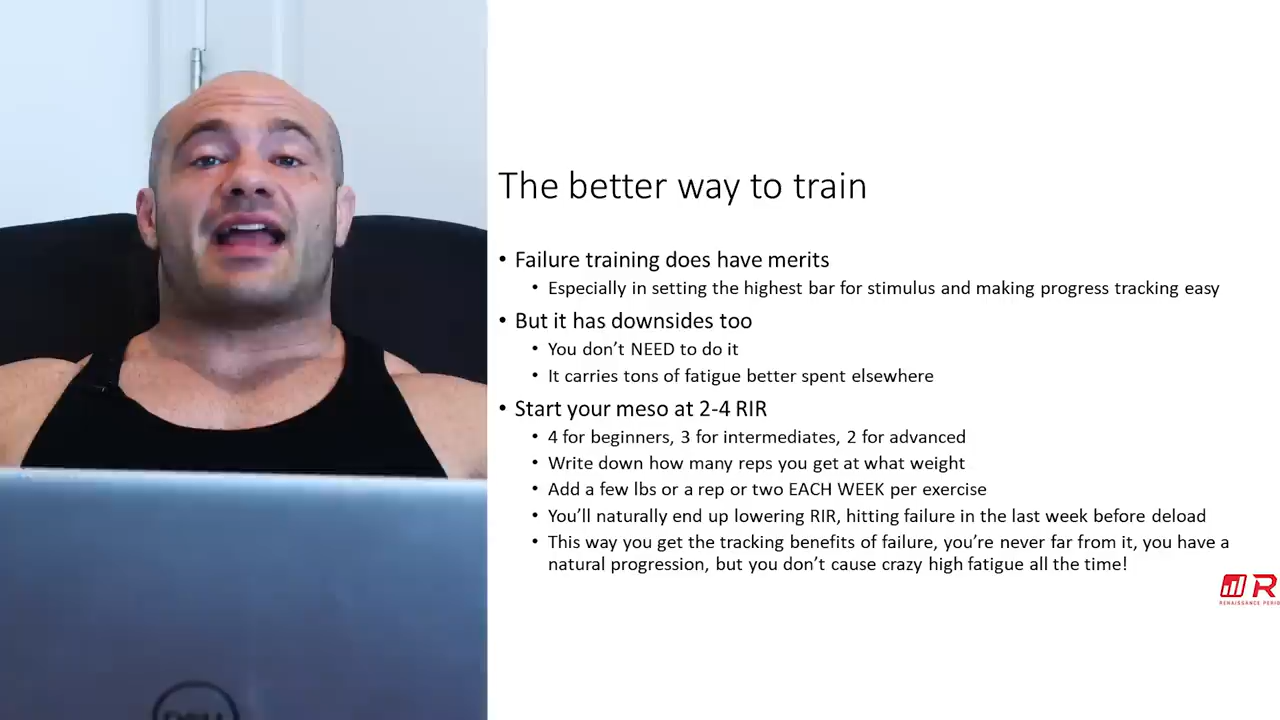 The better way to train
• Failure training does have merits
• Especially in setting the highest bar for stimulus and making progress tracking easy
• But it has downsides too
• You don't NEED to do it
• It carries tons of fatigue better spent elsewhere
• Start your meso at 2-4 RIR
• 4 for beginners, 3 for intermediates, 2 for advanced
• Write down how many reps you get at what weight
• Add a few lbs or a rep or two EACH WEEK per exercise
• You'll naturally end up lowering RIR, hitting failure in the last week before deload
• This way you get the tracking benefits of failure, you're never far from it, you have a
natural progression, but you don't cause crazy high fatigue all the time!
R
RENAISSANCE PERIO
DELL